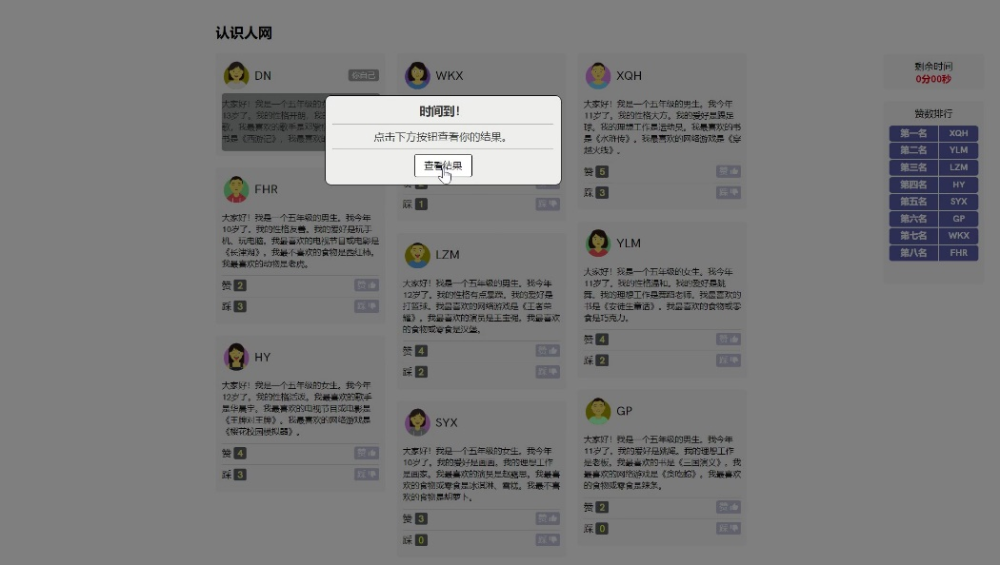 认识人网
DN
你自己
大家好！我是一个五年级的
13岁了。我的性格开朗。我
是《西游记》。我最喜欢
时间到！
点击下方按钮查看你的结果。
查看结果
FHR
大家好！我是一个五年级的男生。我今年
10岁了。我的性格友善。我的爱好是玩手
机、玩电脑。我最喜欢的电视节目或电影是
《长津湖》。我最不喜欢的食物是西红柿。
我最喜欢的动物是老虎。
赞 2
赞
踩 3
踩
HY
大家好！我是一个五年级的女生。我今年
12岁了。我的性格活泼。我最喜欢的歌手
是华晨宇。我最喜欢的电视节目或电影是
《王牌对王牌》。我最喜欢的网络游戏是
《樱花校园模拟器》。
赞 4
赞
踩 3
踩
WKX
踩 1
踩
LZM
大家好！我是一个五年级的男生。我今年
12岁了。我的性格有点暴躁。我的爱好是
打篮球。我最喜欢的网络游戏是《王者荣
耀》。我最喜欢的演员是王宝强。我最喜欢
的食物或零食是汉堡。
赞 4
赞
踩 2
踩
SYX
大家好！我是一个五年级的女生。我今年
10岁了。我的爱好是画画。我的理想工作
是画家。我最喜欢的演员是赵露思。我最喜
欢的食物或零食是冰淇淋、雪糕。我最不喜
欢的食物是胡萝卜。
赞 3
赞
踩 0
踩
XQH
大家好！我是一个五年级的男生。我今年
11岁了。我的性格大方。我的爱好是踢足
球。我的理想工作是运动员。我最喜欢的书
是《水浒传》。我最喜欢的网络游戏是《穿
越火线》。
赞 5
赞
踩 3
踩
YLM
大家好！我是一个五年级的女生。我今年
11岁了。我的性格温和。我的爱好是跳
舞。我的理想工作是舞蹈老师。我最喜欢的
书是《安徒生童话》。我最喜欢的食物或零
食是巧克力。
赞 4
赞
踩 2
踩
GP
大家好！我是一个五年级的男生。我今年
11岁了。我的爱好是跳绳。我的理想工作
是老板。我最喜欢的书是《三国演义》。我
最喜欢的网络游戏是《贪吃蛇》。我最喜欢
的食物或零食是辣条。
赞 2
赞
踩 0
踩
剩余时间
0分00秒
赞数排行
第一名 XQH
第二名 YLM
第三名 LZM
第四名 HY
第五名 SYX
第六名 GP
第七名 WKX
第八名 FHR